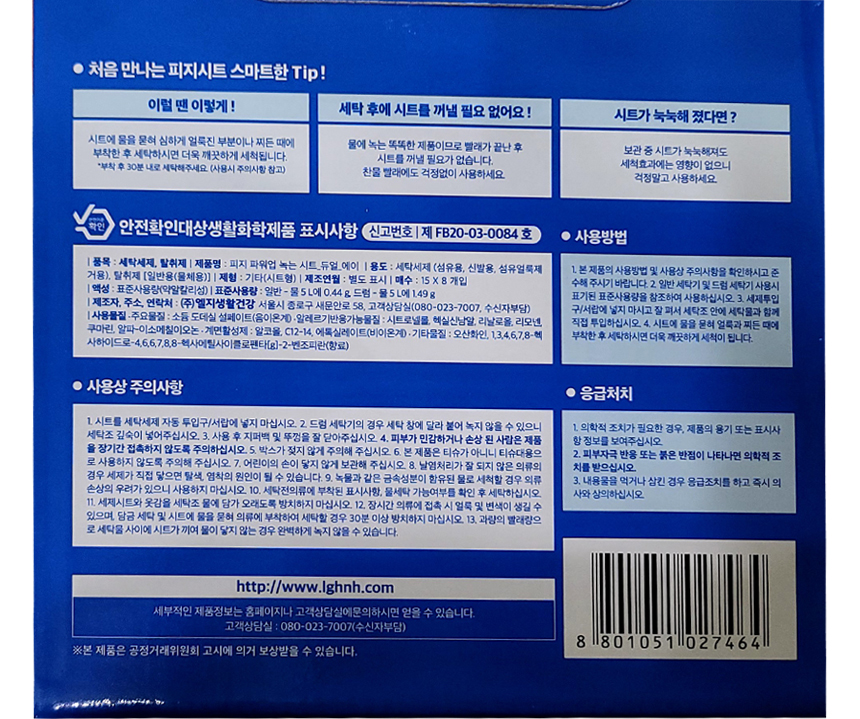 처음 만나는 피지시트 스마트한 Tip!
이럴 땐 이렇게!
시트에 물을 묻혀 심하게 얼룩진 부분이나 찌든 때에
부착한 후 세탁하시면 더욱 깨끗하게 세척됩니다.
*부착 후 30분 내로 세탁해주세요. (사용시 주의사항 참고)
세탁 후에 시트를 꺼낼 필요 없어요!
물에 녹는 똑똑한 제품이므로 빨래가 끝난 후
시트를 꺼낼 필요가 없습니다.
찬물 빨래에도 걱정없이 사용하세요.
시트가 눅눅해 졌다면?
보관 중 시트가 눅눅해져도
세척효과에는 영향이 없으니
걱정말고 사용하세요.
확인
안전확인대상생활화학제품 표시사항 신고번호 | 제 FB20-03-0084 호
| 품목 : 세탁세제, 탈취제 | 제품명 : 피지 파워업 녹는 시트_듀얼_에이 | 용도 : 세탁세제 (섬유용, 신발용, 섬유얼룩제
거용), 탈취제 [일반용(물체용)] | 제형 : 기타(시트형) | 제조연월 : 별도 표시 | 매수 : 15 X 8 개입
| 액성 : 표준사용량(약알칼리성) | 표준사용량 : 일반 - 물 5L에 0.44 g, 드럼 - 물 5 L에 1.49 g
| 제조자, 주소, 연락처 : (주)엘지생활건강 서울시 종로구 새문안로 58, 고객상담실(080-023-7007, 수신자부담)
| 사용물질 ·주요물질 : 소듐 도데실 설페이트(음이온계) ·알레르기반응가능물질 : 시트로넬롤, 헥실신남알, 리날로올, 리모넨,
쿠마린, 알파-이소메칠이오논 ·계면활성제 : 알코올, C12-14, 에톡실레이트(비이온계) ·기타물질 : 오산화인, 1,3,4,6,7,8-헥
사하이드로-4,6,6,7,8,8-헥사메틸사이클로펜타[g]-2-벤조피란(향료)
사용방법
1. 본 제품의 사용방법 및 사용상 주의사항을 확인하시고 준
수해 주시기 바랍니다. 2. 일반 세탁기 및 드럼 세탁기 사용시
표기된 표준사용량을 참조하여 사용하십시오. 3. 세제투입
구/서랍에 넣지 마시고 잘 펴서 세탁조 안에 세탁물과 함께
직접 투입하십시오. 4. 시트에 물을 묻혀 얼룩과 찌든 때에
부착한 후 세탁하시면 더욱 깨끗하게 세척이 됩니다.
사용상 주의사항
1. 시트를 세탁세제 자동 투입구/서랍에 넣지 마십시오. 2. 드럼 세탁기의 경우 세탁 창에 달라 붙어 녹지 않을 수 있으니
세탁조 깊숙이 넣어주십시오. 3. 사용 후 지퍼백 및 뚜껑을 잘 닫아주십시오. 4. 피부가 민감하거나 손상 된 사람은 제품
을 장기간 접촉하지 않도록 주의하십시오. 5. 박스가 젖지 않게 주의해 주십시오. 6. 본 제품은 티슈가 아니니 티슈대용으
로 사용하지 않도록 주의해 주십시오. 7. 어린이의 손이 닿지 않게 보관해 주십시오. 8. 날염처리가 잘 되지 않은 의류의
경우 세제가 직접 닿으면 탈색, 염착의 원인이 될 수 있습니다. 9. 녹물과 같은 금속성분이 함유된 물로 세척할 경우 의류
손상의 우려가 있으니 사용하지 마십시오. 10. 세탁전의류에 부착된 표시사항, 물세탁 가능여부를 확인 후 세탁하십시오.
11. 세제시트와 옷감을 세탁조 물에 담가 오래도록 방치하지 마십시오. 12. 장시간 의류에 접촉 시 얼룩 및 변색이 생길 수
있으며, 담금 세탁 및 시트에 물을 묻혀 의류에 부착하여 세탁할 경우 30분 이상 방치하지 마십시오. 13. 과량의 빨래량으
로 세탁물 사이에 시트가 끼여 물이 닿지 않는 경우 완벽하게 녹지 않을 수 있습니다.
응급처치
1. 의학적 조치가 필요한 경우, 제품의 용기 또는 표시사
항 정보를 보여주십시오.
2. 피부자극 반응 또는 붉은 반점이 나타나면 의학적 조
치를 받으십시오.
3. 내용물을 먹거나 삼킨 경우 응급조치를 하고 즉시 의
사와 상의하십시오.
http://www.lghnh.com
세부적인 제품정보는 홈페이지나 고객상담실에문의하시면 얻을 수 있습니다.
고객상담실 : 080-023-7007(수신자부담)
※본 제품은 공정거래위원회 고시에 의거 보상받을 수 있습니다.
8 801051 027464